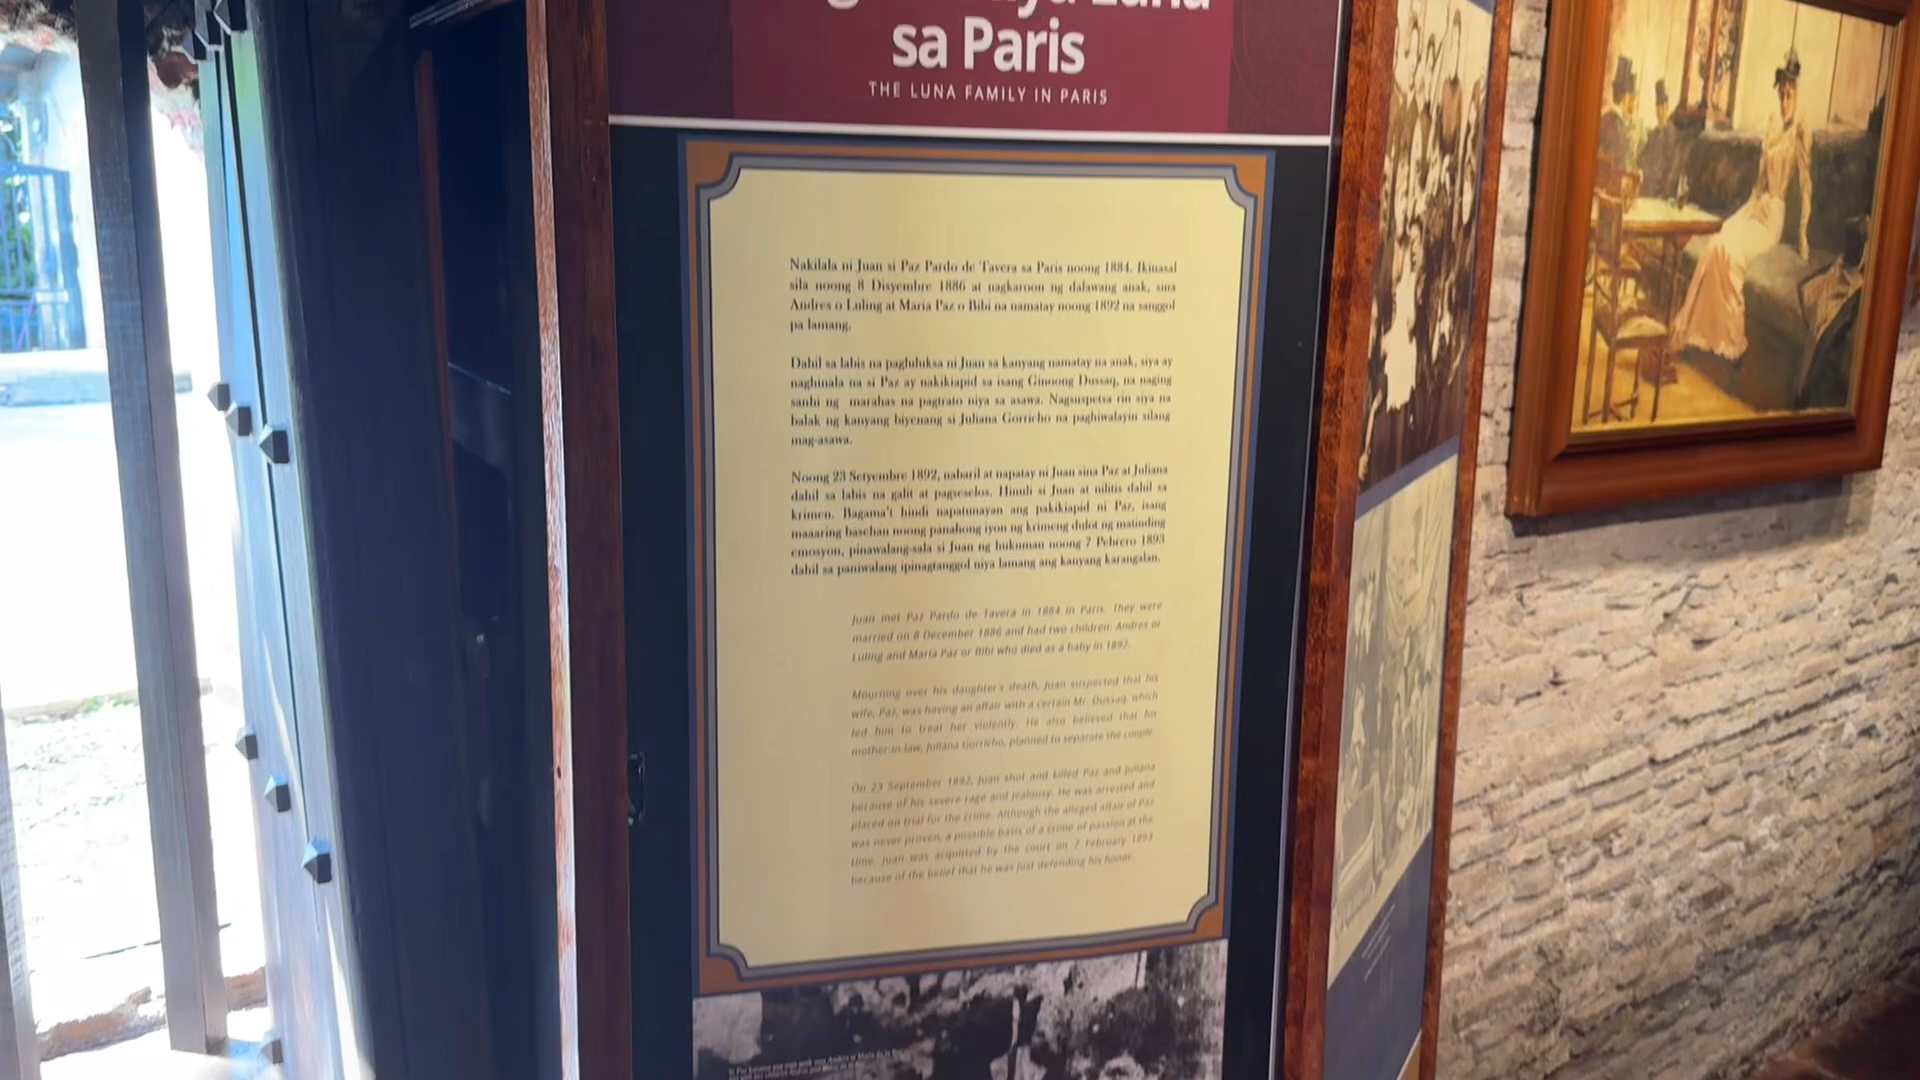 sa Paris
THE LUNA FAMILY IN PARIS
Nakilala ni Juan si Paz Pardo de Tavera sa Paris noong 1884. Ikinasal
sila noong 8 Disyembre 1886 at nagkaroon ng dalawang anak, sina
Andres o Luling at Maria Paz o Bibi na namatay noong 1892 na sanggol
pa lamang.
Dahil sa labis na pagluluksa ni Juan sa kanyang namatay na anak, siya ay
naghinala na si Paz ay nakikiapid sa isang Ginoong Dussaq, na naging
sanhi ng marahas na pagtrato niya sa asawa. Nagsuspetsa rin siya na
balak ng kanyang biyenang si Juliana Gorricho na paghiwalayin silang
mag-asawa.
Noong 23 Setyembre 1892, nabaril at napatay ni Juan sina Paz at Juliana
dahil sa labis na galit at pagseselos. Hinuli si Juan at nilitis dahil sa
krimen. Bagama't hindi napatunayan ang pakikiapid ni Paz, isang
maaaring basehan noong panahong iyon ng krimeng dulot ng matinding
emosyon, pinawalang-sala si Juan ng hukuman noong 7 Pebrero 1893
dahil sa paniwalang ipinagtanggol niya lamang ang kanyang karangalan.
Juan met Paz Pardo de Tavera in 1884 in Paris. They were
married on 8 December 1886 and had two children: Andres or
Luling and Maria Paz or Bibi who died as a baby in 1892.
Mourning over his daughter's death, Juan suspected that his
wife, Paz, was having an affair with a certain Mr. Dussaq, which
led him to treat her violently. He also believed that his
mother-in-law, Juliana Gorricho, planned to separate the couple.
On 23 September 1892, Juan shot and killed Paz and Juliana
because of his severe rage and jealousy. He was arrested and
placed on trial for the crime. Although the alleged affair of Paz
was never proven, a possible basis of a crime of passion at the
time, Juan was acquitted by the court on 7 February 1893
because of the belief that he was just defending his honor.